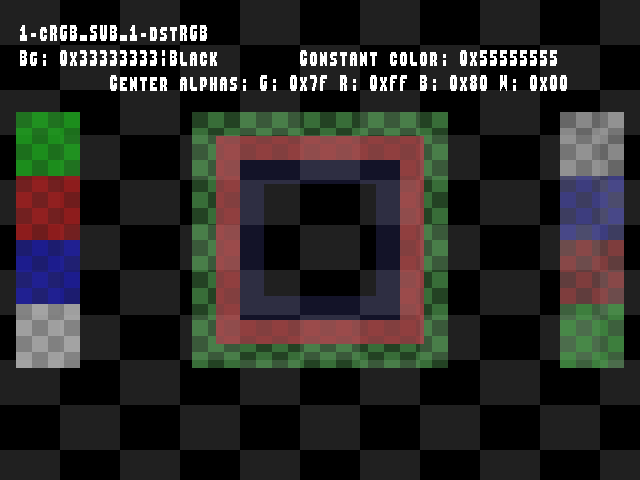 1-cRGB_SUB_1-dstRGB
Bg: 0x33333333;Black Constant color: 0x55555555
Center alphas: G: 0x7F R: 0xFF B: 0x80 W: 0x00